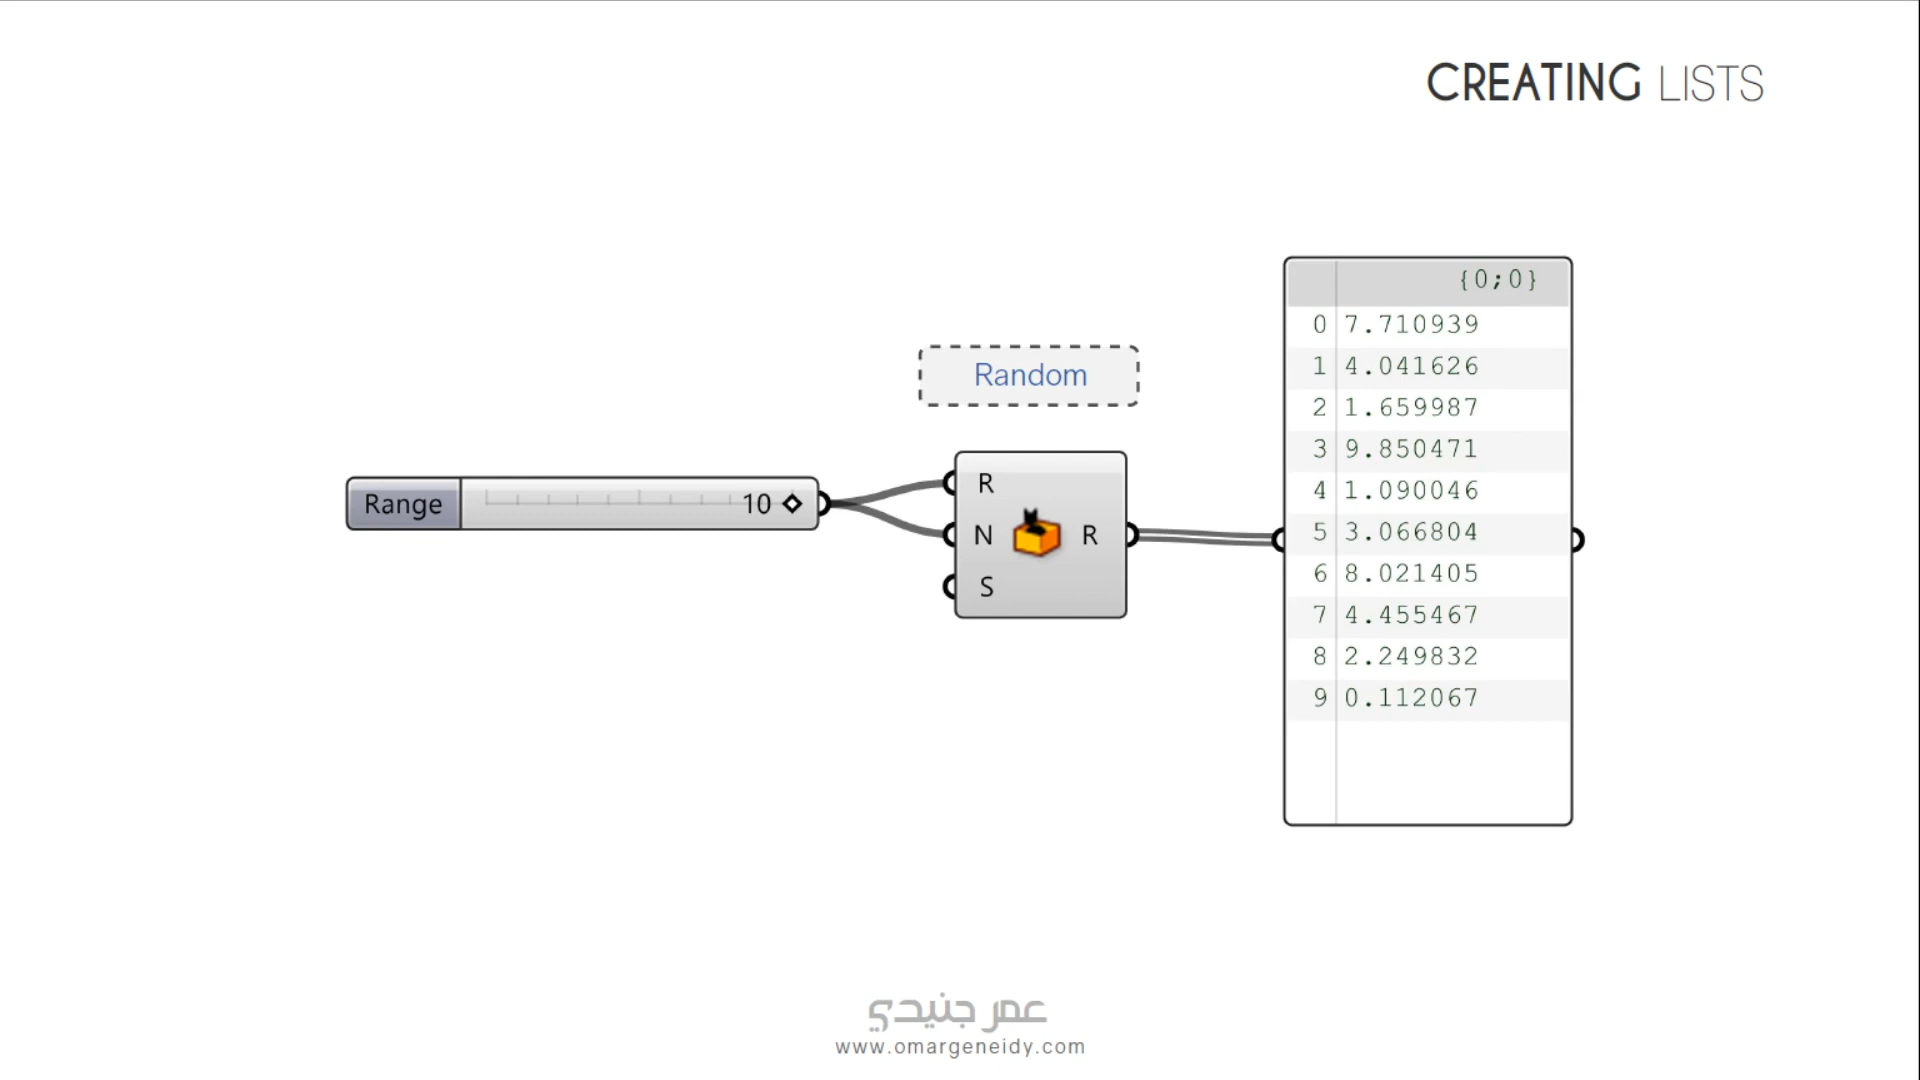 CREATING LISTS
Random
Range 10
R
N R
S
{0;0}
0 7.710939
1 4.041626
2 1.659987
3 9.850471
4 1.090046
5 3.066804
6 8.021405
7 4.455467
8 2.249832
9 0.112067
عمر جنيدي
www.omargeneidy.com